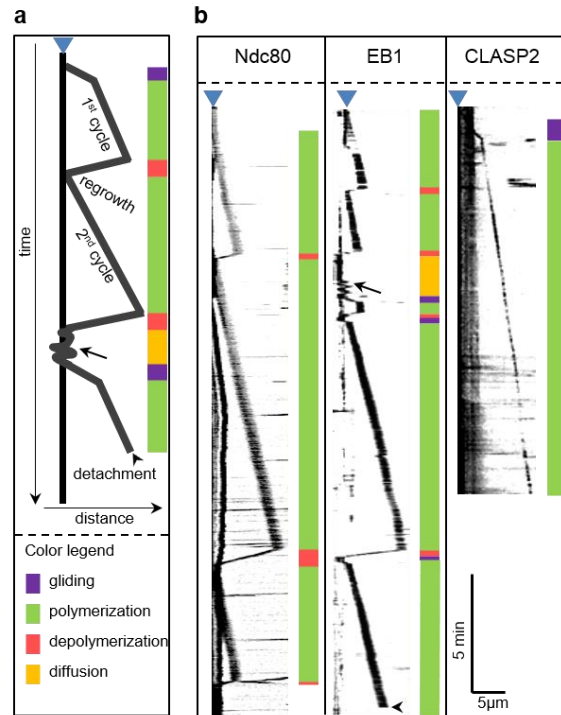 a
b
Ndc80
EB1
CLASP2
time
1st cycle
regrowth
2nd cycle
detachment
distance
Color legend
gliding
polymerization
depolymerization
diffusion
5 min
5µm